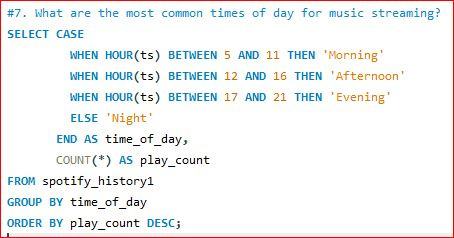 #7. What are the most common times of day for music streaming?
SELECT CASE
WHEN HOUR(ts) BETWEEN 5 AND 11 THEN 'Morning'
WHEN HOUR(ts) BETWEEN 12 AND 16 THEN 'Afternoon'
WHEN HOUR(ts) BETWEEN 17 AND 21 THEN 'Evening'
ELSE 'Night'
END AS time_of_day,
COUNT(*) AS play_count
FROM spotify_history1
GROUP BY time_of_day
ORDER BY play_count DESC;